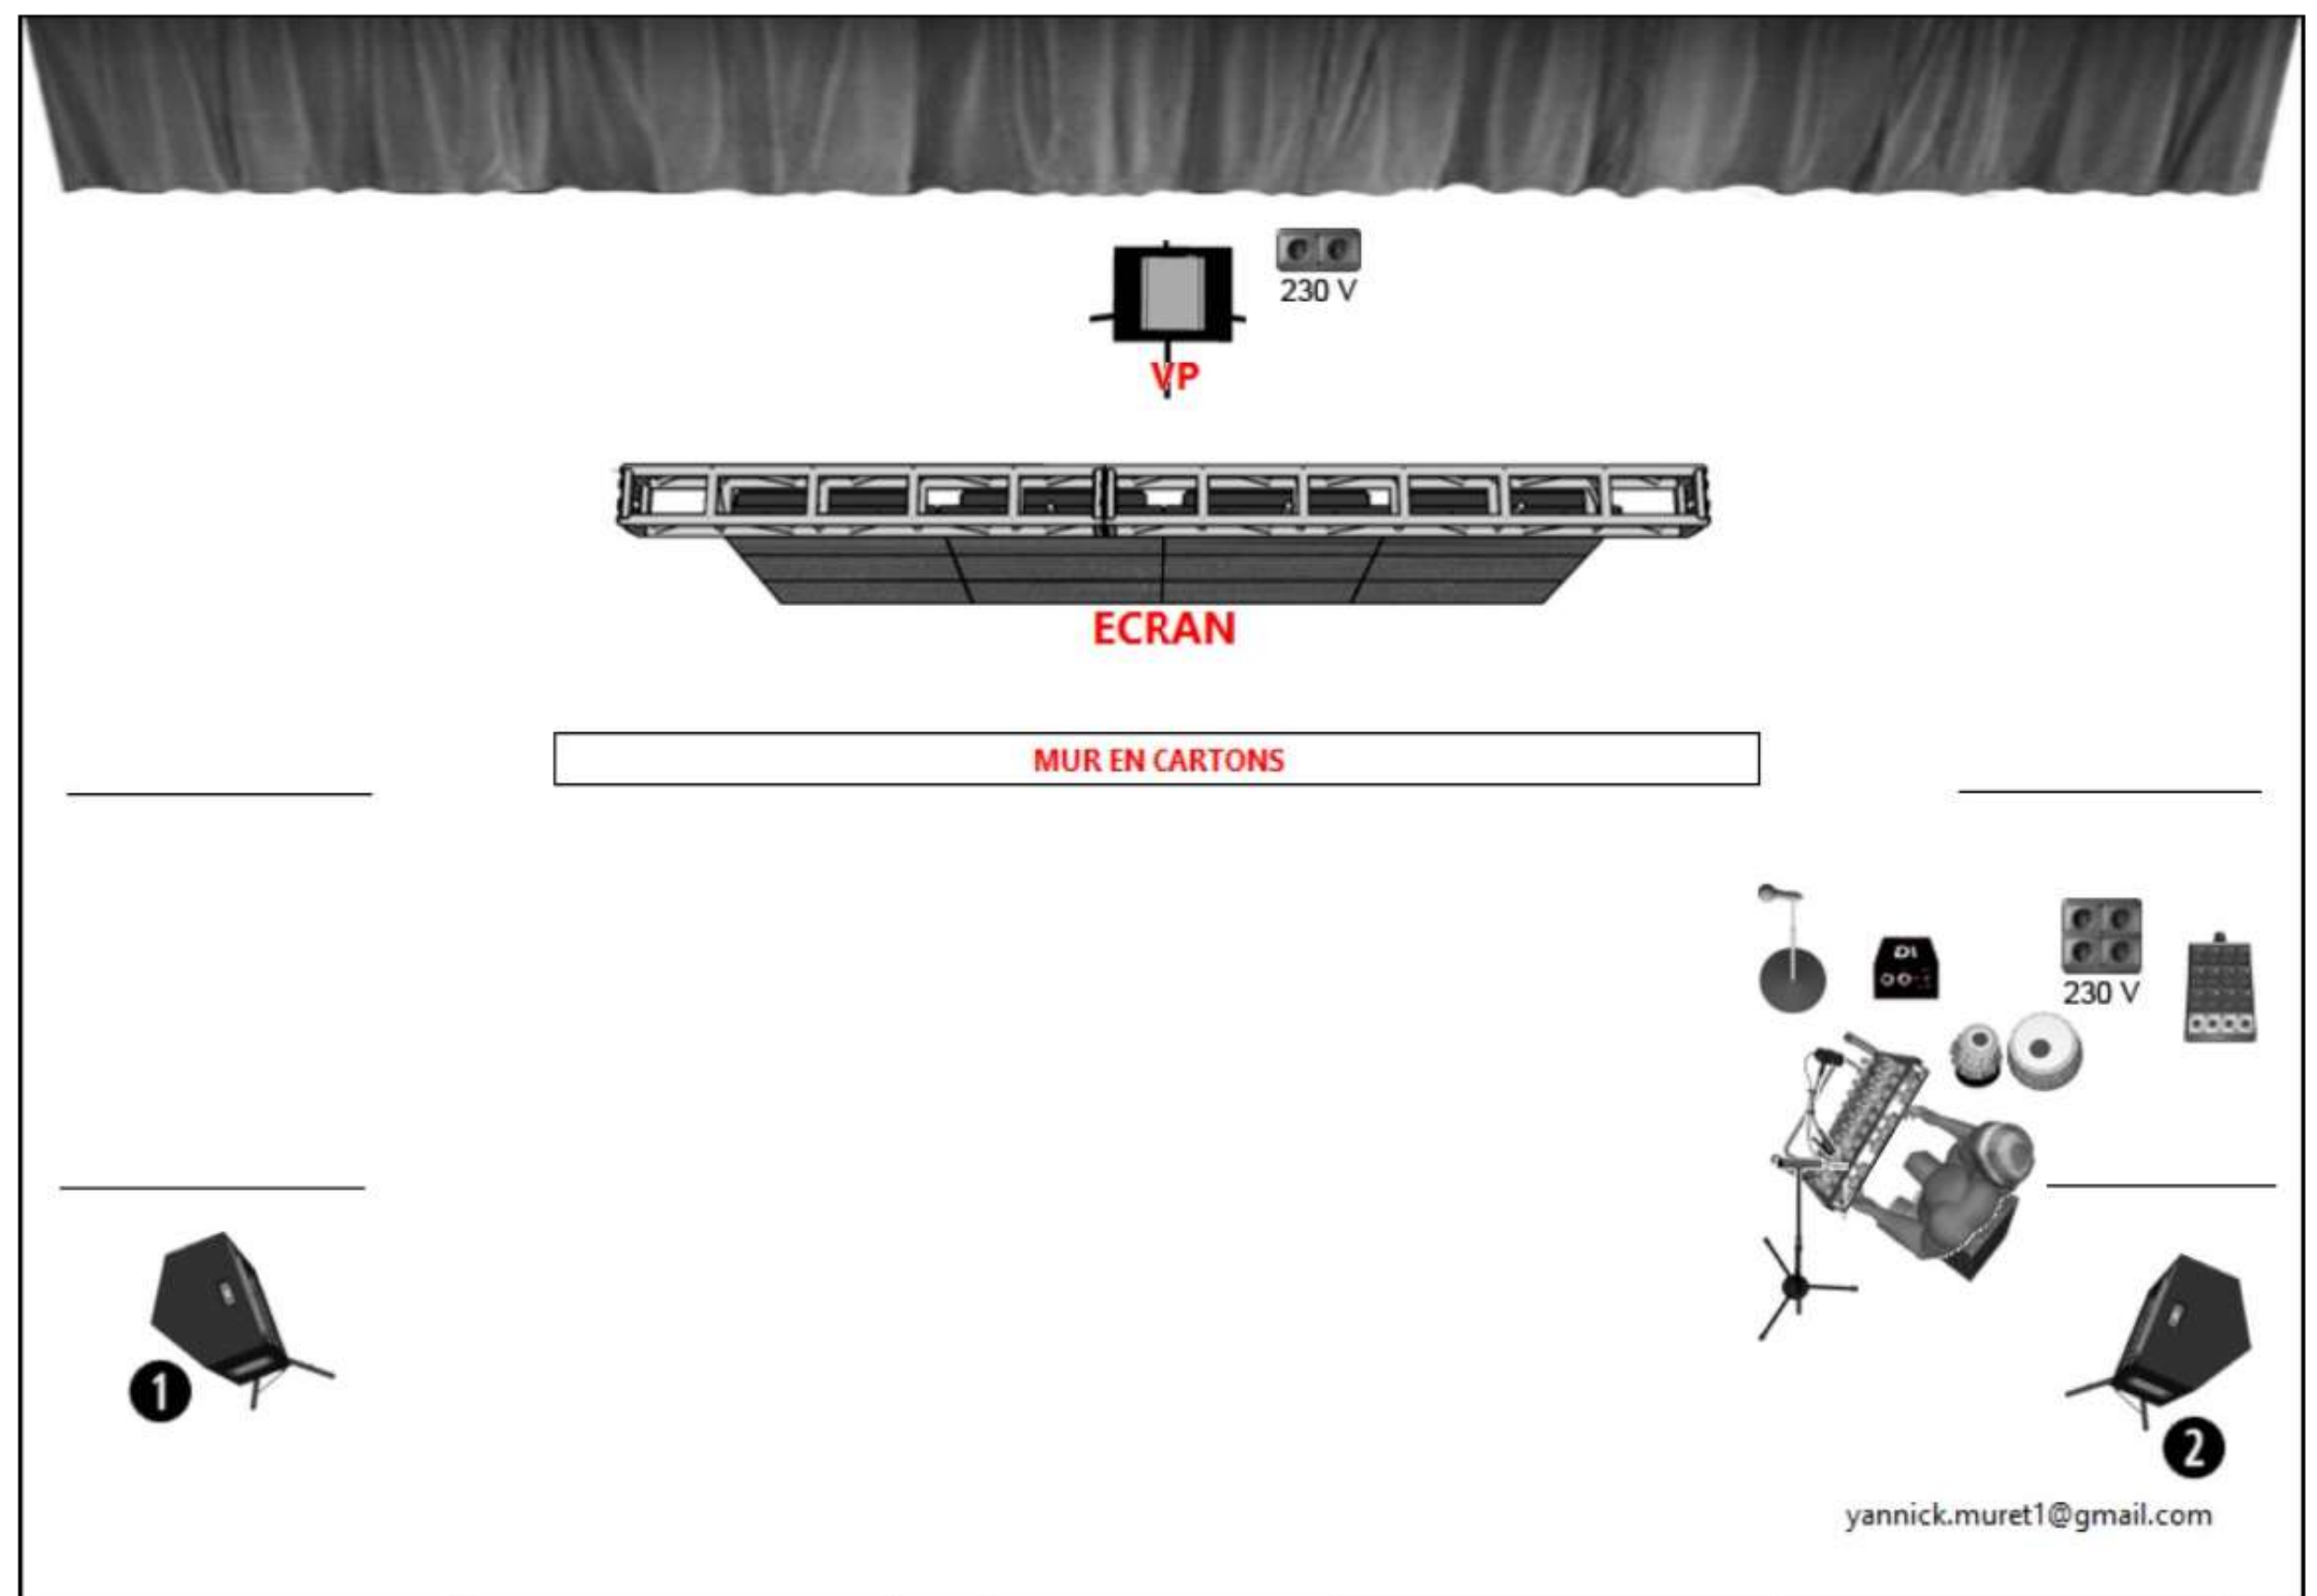 230 V
VP
ECRAN
MUR EN CARTONS
DI
230 V
1
2
yannick.muret1@gmail.com